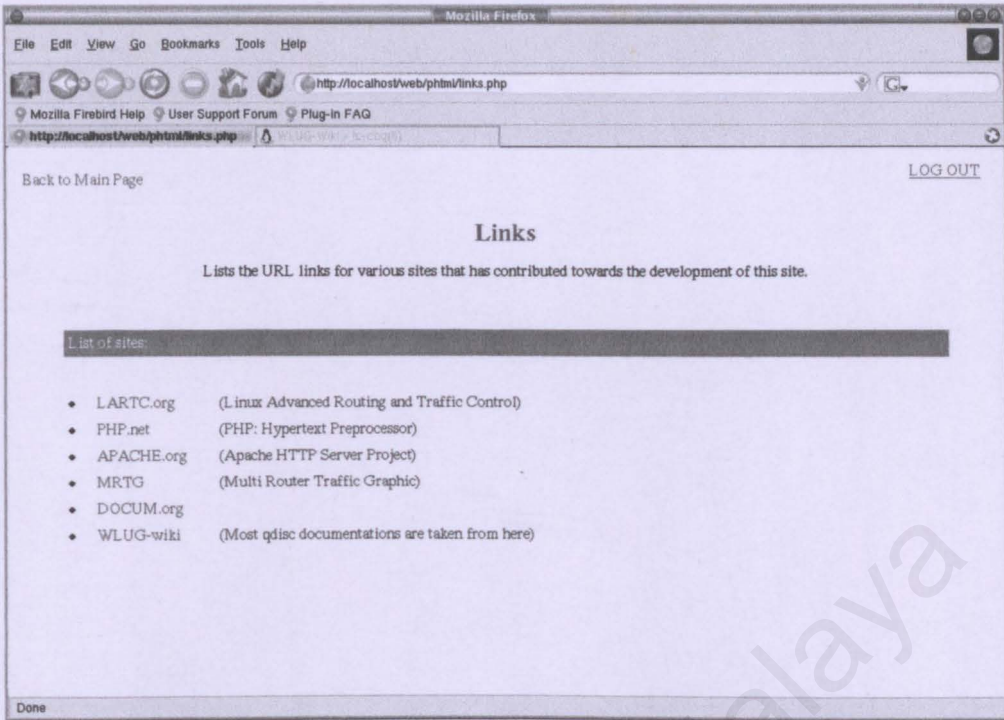 Mozilla Firefox
File Edit View Go Bookmarks Tools Help
http://localhost/web/phtml/links.php
G
Mozilla Firebird Help User Support Forum Plug-in FAQ
http://localhost/web/phtml/links.php WLUG-wiki
Back to Main Page
LOG OUT
Links
Lists the URL links for various sites that has contributed towards the development of this site.
List of sites:
• LARTC.org (Linux Advanced Routing and Traffic Control)
• PHP.net (PHP: Hypertext Preprocessor)
• APACHE.org (Apache HTTP Server Project)
• MRTG (Multi Router Traffic Graphic)
• DOCUM.org
• WLUG-wiki (Most qdisc documentations are taken from here)
Done